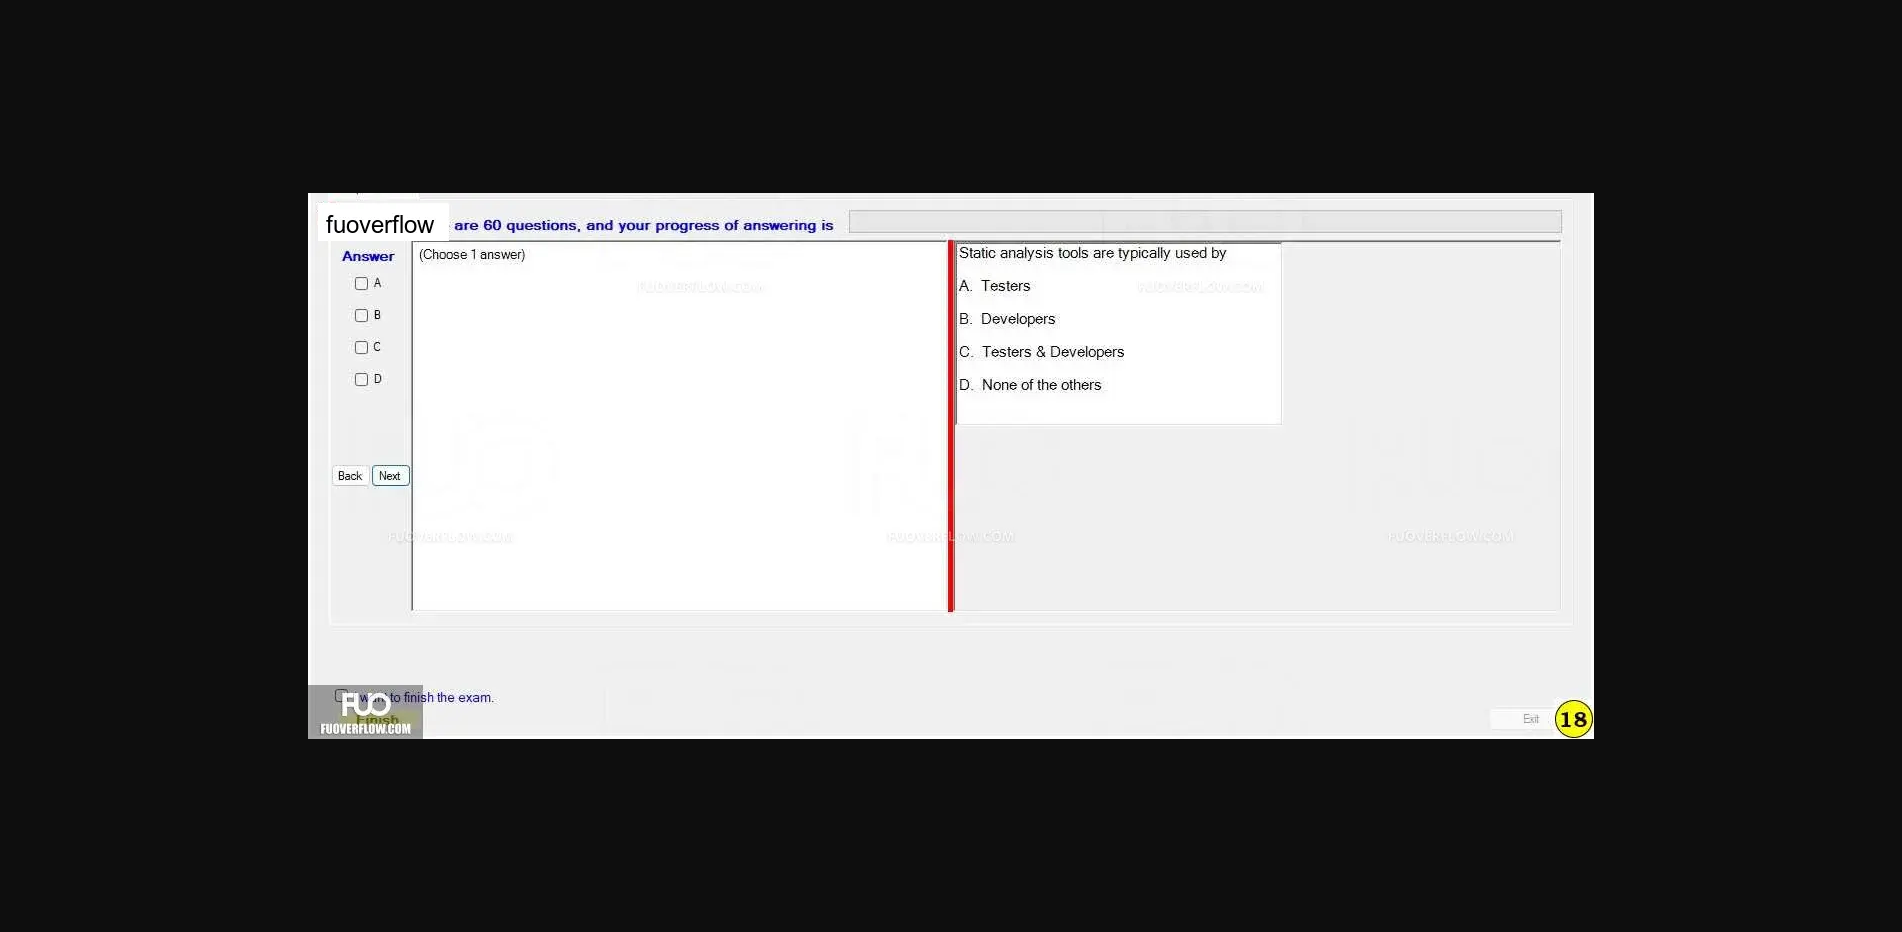 fuoverflow are 60 questions, and your progress of answering is
Answer
(Choose 1 answer)
A
B
C
D
Back Next
Static analysis tools are typically used by
A. Testers
B. Developers
C. Testers & Developers
D. None of the others
FUOVERFLOW.COM
FUOVERFLOW.COM
FUOVERFLOW.COM
FUOVERFLOW.COM
FUOVERFLOW.COM
I want to finish the exam.
FUO
Finish
FUOVERFLOW.COM
Exit
18